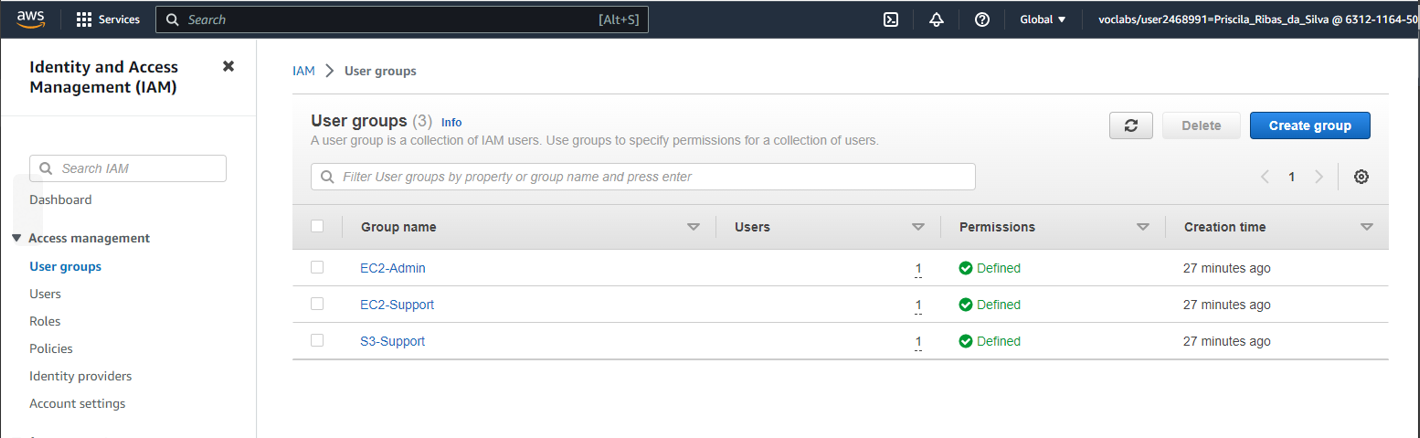 aws Services Search [Alt+S] Global voclabs/user2468991=Priscila_Ribas_da_Silva @ 6312-1164-50
Identity and Access
Management (IAM)
Search IAM
Dashboard
Access management
User groups
Users
Roles
Policies
Identity providers
Account settings
IAM > User groups
User groups (3) Info
A user group is a collection of IAM users. Use groups to specify permissions for a collection of users.
Delete
Create group
Filter User groups by property or group name and press enter
1
Group name Users Permissions Creation time
EC2-Admin 1 Defined 27 minutes ago
EC2-Support 1 Defined 27 minutes ago
S3-Support 1 Defined 27 minutes ago